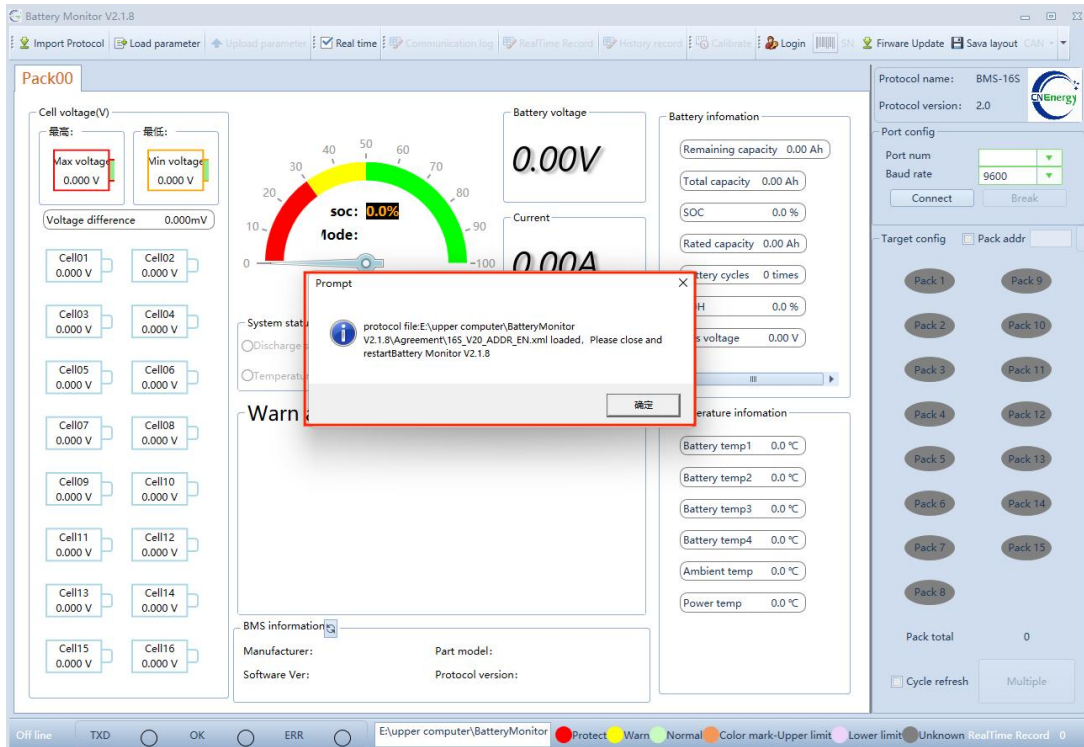 Battery Monitor V2.1.8
Import Protocol Load parameter Upload parameter Real time Communication log RealTime Record History record Calibrate Login SN Firware Update Sava layout CAN
Pack00
Cell voltage(V)
最高:
最低:
Max voltage
0.000 V
Min voltage
0.000 V
Voltage difference 0.000mV
Cell01
0.000 V
Cell02
0.000 V
Cell03
0.000 V
Cell04
0.000 V
Cell05
0.000 V
Cell06
0.000 V
Cell07
0.000 V
Cell08
0.000 V
Cell09
0.000 V
Cell10
0.000 V
Cell11
0.000 V
Cell12
0.000 V
Cell13
0.000 V
Cell14
0.000 V
Cell15
0.000 V
Cell16
0.000 V
0
10
20
30
40
50
60
70
80
90
100
soc: 0.0%
Mode:
Battery voltage
0.00V
Current
0.00A
System statu
Discharge
Temperatu
Warn a
Prompt
protocol file:E:\upper computer\BatteryMonitor
V2.1.8\Agreement\16S_V20_ADDR_EN.xml loaded, Please close and
restartBattery Monitor V2.1.8
确定
BMS information
Manufacturer:
Part model:
Software Ver:
Protocol version:
Battery infomation
Remaining capacity 0.00 Ah
Total capacity 0.00 Ah
SOC 0.0 %
Rated capacity 0.00 Ah
ttery cycles 0 times
H 0.0 %
s voltage 0.00 V
erature infomation
Battery temp1 0.0 ℃
Battery temp2 0.0 ℃
Battery temp3 0.0 ℃
Battery temp4 0.0 ℃
Ambient temp 0.0 ℃
Power temp 0.0 ℃
Protocol name: BMS-16S
Protocol version: 2.0
CNEnergy
Port config
Port num
Baud rate 9600
Connect
Break
Target config Pack addr
Pack 1
Pack 9
Pack 2
Pack 10
Pack 3
Pack 11
Pack 4
Pack 12
Pack 5
Pack 13
Pack 6
Pack 14
Pack 7
Pack 15
Pack 8
Pack total 0
Cycle refresh
Multiple
Off line TXD OK ERR E:\upper computer\BatteryMonitor Protect Warn Normal Color mark-Upper limit Lower limit Unknown RealTime Record 0